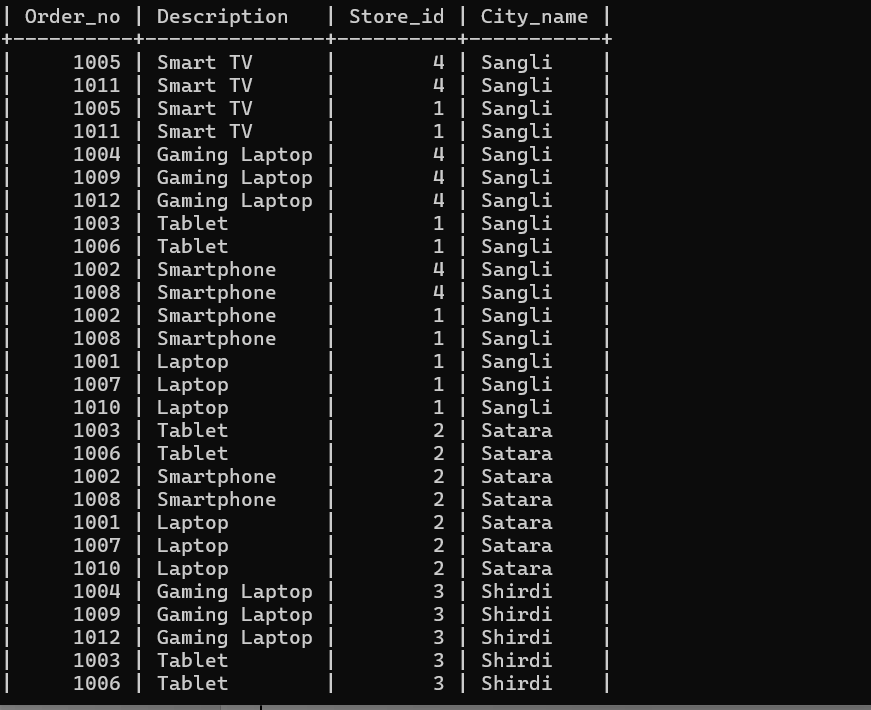 | Order_no | Description   | Store_id | City_name |
+----------+---------------+----------+-----------+
|     1005 | Smart TV      |        4 | Sangli    |
|     1011 | Smart TV      |        4 | Sangli    |
|     1005 | Smart TV      |        1 | Sangli    |
|     1011 | Smart TV      |        1 | Sangli    |
|     1004 | Gaming Laptop |        4 | Sangli    |
|     1009 | Gaming Laptop |        4 | Sangli    |
|     1012 | Gaming Laptop |        4 | Sangli    |
|     1003 | Tablet        |        1 | Sangli    |
|     1006 | Tablet        |        1 | Sangli    |
|     1002 | Smartphone    |        4 | Sangli    |
|     1008 | Smartphone    |        4 | Sangli    |
|     1002 | Smartphone    |        1 | Sangli    |
|     1008 | Smartphone    |        1 | Sangli    |
|     1001 | Laptop        |        1 | Sangli    |
|     1007 | Laptop        |        1 | Sangli    |
|     1010 | Laptop        |        1 | Sangli    |
|     1003 | Tablet        |        2 | Satara    |
|     1006 | Tablet        |        2 | Satara    |
|     1002 | Smartphone    |        2 | Satara    |
|     1008 | Smartphone    |        2 | Satara    |
|     1001 | Laptop        |        2 | Satara    |
|     1007 | Laptop        |        2 | Satara    |
|     1010 | Laptop        |        2 | Satara    |
|     1004 | Gaming Laptop |        3 | Shirdi    |
|     1009 | Gaming Laptop |        3 | Shirdi    |
|     1012 | Gaming Laptop |        3 | Shirdi    |
|     1003 | Tablet        |        3 | Shirdi    |
|     1006 | Tablet        |        3 | Shirdi    |